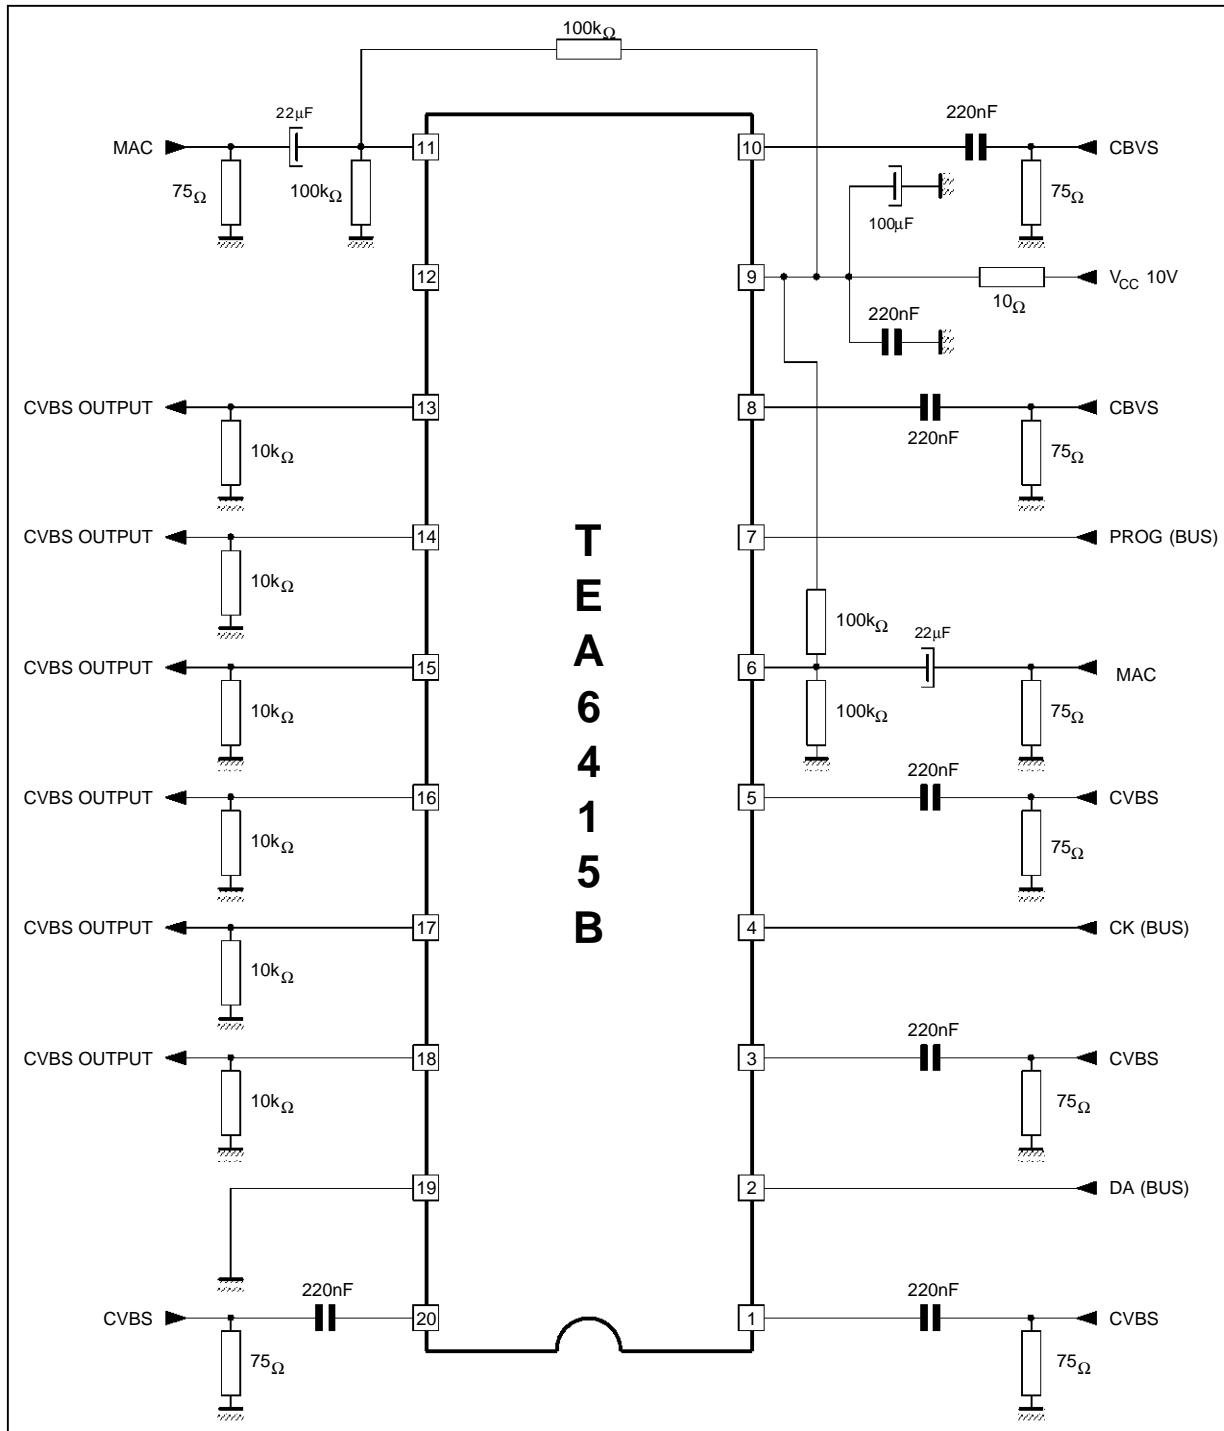 100kΩ
22µF
MAC
11
75Ω
100kΩ
10
220nF
CBVS
75Ω
100µF
12
9
VCC 10V
10Ω
220nF
CVBS OUTPUT
13
10kΩ
8
220nF
CBVS
75Ω
CVBS OUTPUT
14
10kΩ
7
PROG (BUS)
T
E
A
6
4
1
5
B
100kΩ
22µF
CVBS OUTPUT
15
10kΩ
6
MAC
100kΩ
75Ω
CVBS OUTPUT
16
10kΩ
5
220nF
CVBS
75Ω
CVBS OUTPUT
17
10kΩ
4
CK (BUS)
CVBS OUTPUT
18
10kΩ
3
220nF
CVBS
75Ω
19
2
DA (BUS)
CVBS
220nF
20
75Ω
1
220nF
CVBS
75Ω